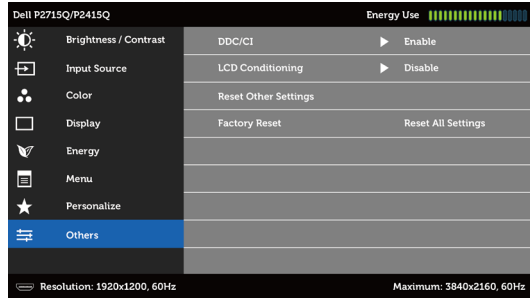 Dell P2715Q/P2415Q Energy Use
Brightness / Contrast DDC/CI Enable
Input Source LCD Conditioning Disable
Color Reset Other Settings
Display Factory Reset Reset All Settings
Energy
Menu
Personalize
Others
Resolution: 1920x1200, 60Hz Maximum: 3840x2160, 60Hz